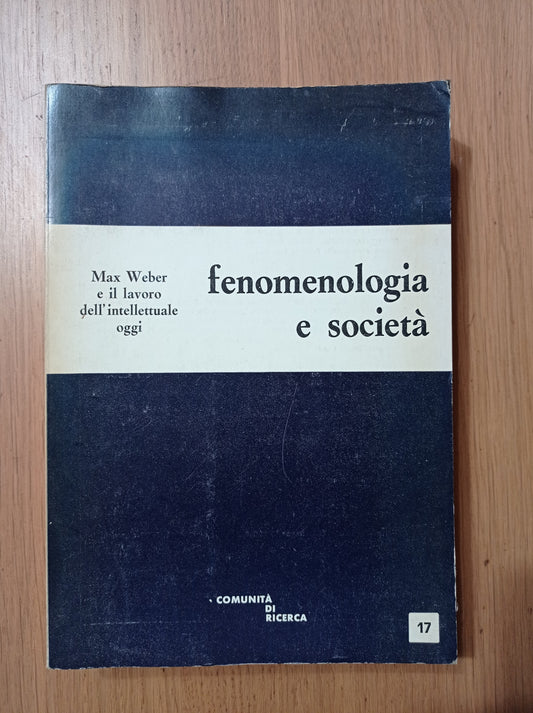 Max Weber
e il lavoro
dell'intellettuale
oggi
fenomenologia
e società
COMUNITÀ
DI
RICERCA
17